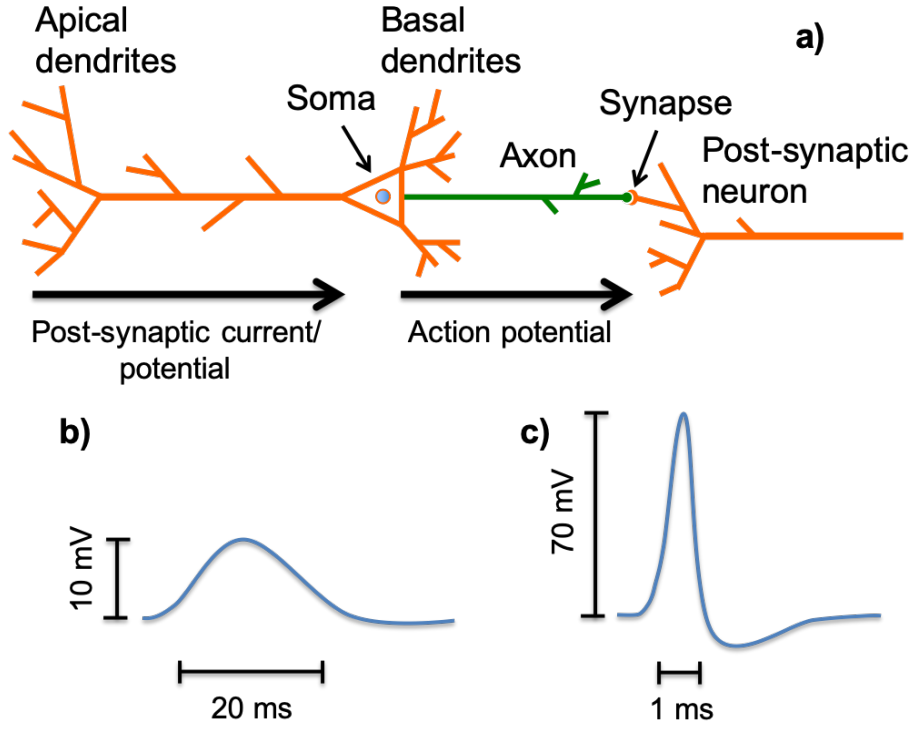 Apical
dendrites
Basal
dendrites
a)
Soma
Synapse
Axon
Post-synaptic
neuron
Post-synaptic current/
potential
Action potential
b)
10 mV
20 ms
c)
70 mV
1 ms